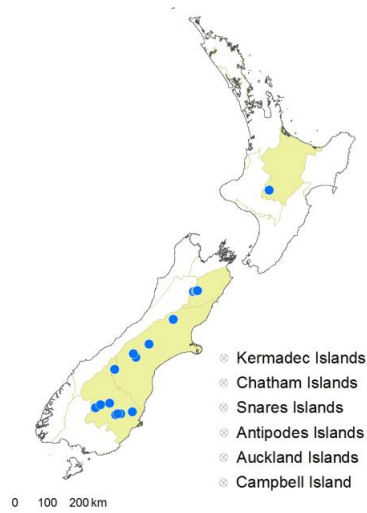 Kermadec Islands
Chatham Islands
Snares Islands
Antipodes Islands
Auckland Islands
Campbell Island
0 100 200 km